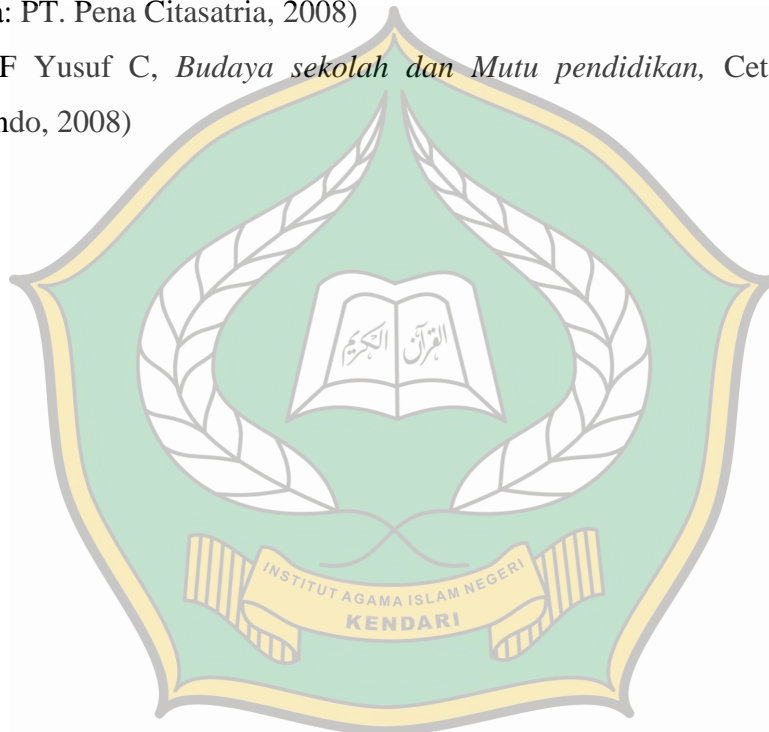 a: PT. Pena Citasatria, 2008)
F Yusuf C, Budaya sekolah dan Mutu pendidikan, Cet
ndo, 2008)
القرآن الكريم
INSTITUT AGAMA ISLAM NEGERI
KENDARI